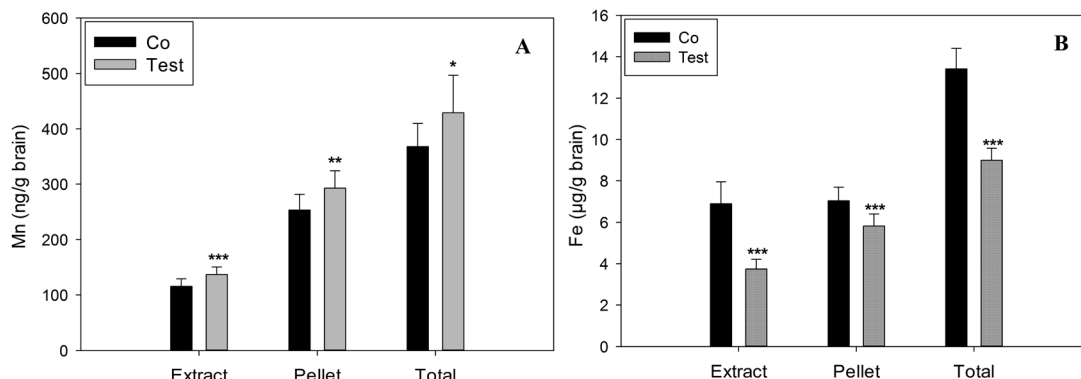 A
Co
Test
Mn (ng/g brain)
600
500
400
300
200
100
0
***
**
*
Extract
Pellet
Total
B
Co
Test
Fe (µg/g brain)
16
14
12
10
8
6
4
2
0
***
***
***
Extract
Pellet
Total